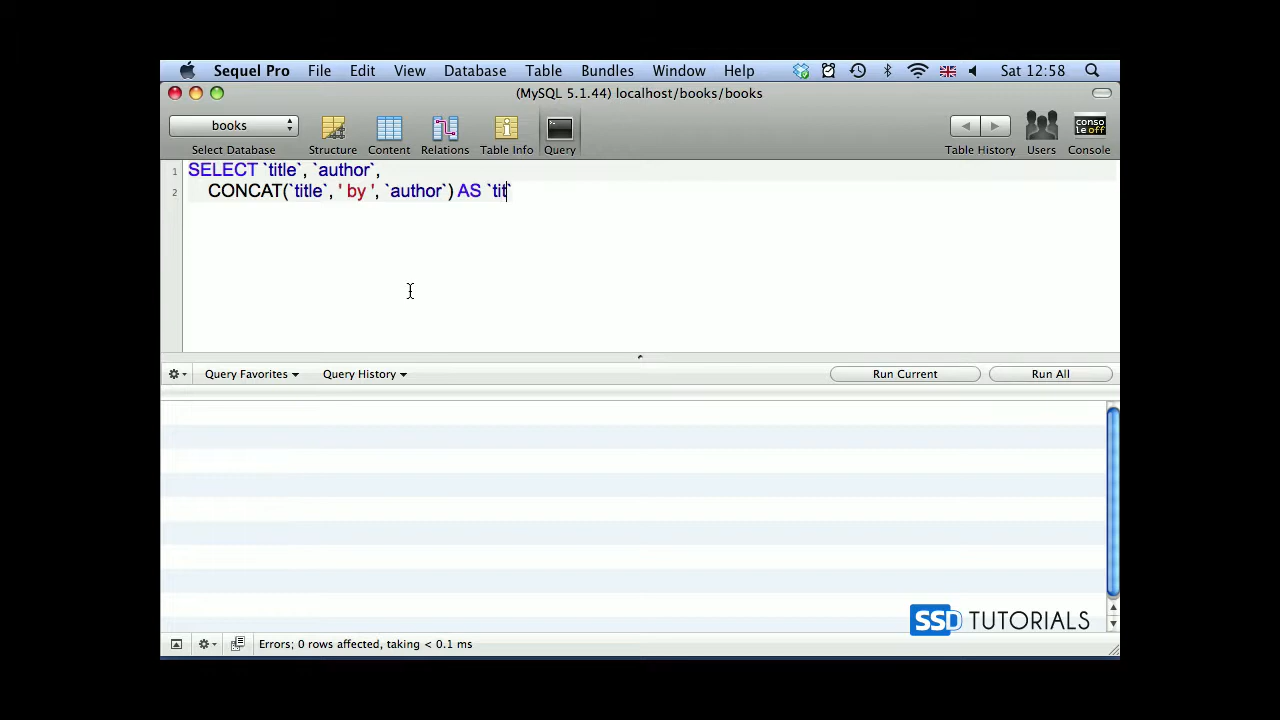 Sequel Pro File Edit View Database Table Bundles Window Help Sat 12:58
(MySQL 5.1.44) localhost/books/books
books
conso
le off
Select Database Structure Content Relations Table Info Query Table History Users Console
1 SELECT `title`, `author`,
2 CONCAT(`title`, ' by ', `author`) AS `tit`
Query Favorites Query History Run Current Run All
SSD TUTORIALS
Errors; 0 rows affected, taking < 0.1 ms